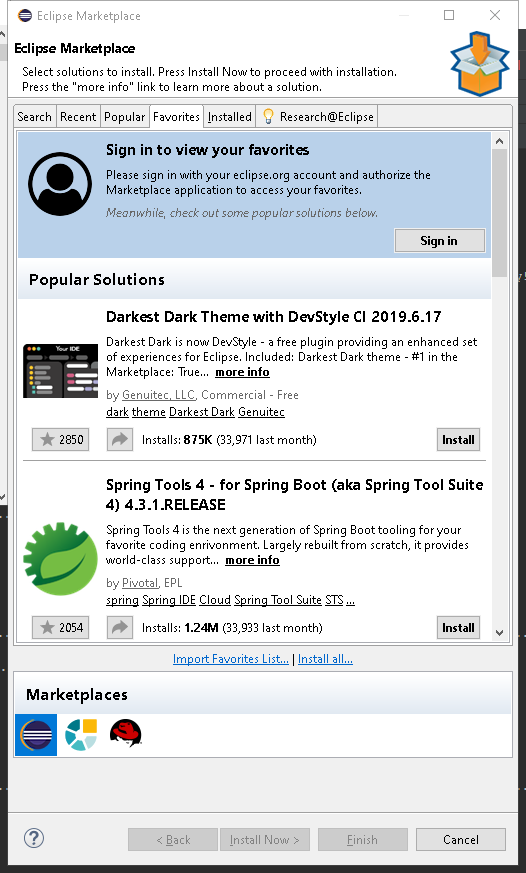 Eclipse Marketplace
Eclipse Marketplace
Select solutions to install. Press Install Now to proceed with installation.
Press the "more info" link to learn more about a solution.
Search Recent Popular Favorites Installed Research@Eclipse
Sign in to view your favorites
Please sign in with your eclipse.org account and authorize the
Marketplace application to access your favorites.
Meanwhile, check out some popular solutions below.
Sign in
Popular Solutions
Darkest Dark Theme with DevStyle CI 2019.6.17
Your IDE
Darkest Dark is now DevStyle - a free plugin providing an enhanced set
of experiences for Eclipse. Included: Darkest Dark theme - #1 in the
Marketplace: True... more info
by Genuitec, LLC, Commercial - Free
dark theme Darkest Dark Genuitec
2850 Installs: 875K (33,971 last month) Install
Spring Tools 4 - for Spring Boot (aka Spring Tool Suite
4) 4.3.1.RELEASE
Spring Tools 4 is the next generation of Spring Boot tooling for your
favorite coding enrivonment. Largely rebuilt from scratch, it provides
world-class support... more info
by Pivotal, EPL
spring Spring IDE Cloud Spring Tool Suite STS ...
2054 Installs: 1.24M (33,933 last month) Install
Import Favorites List... | Install all...
Marketplaces
? < Back Install Now > Finish Cancel